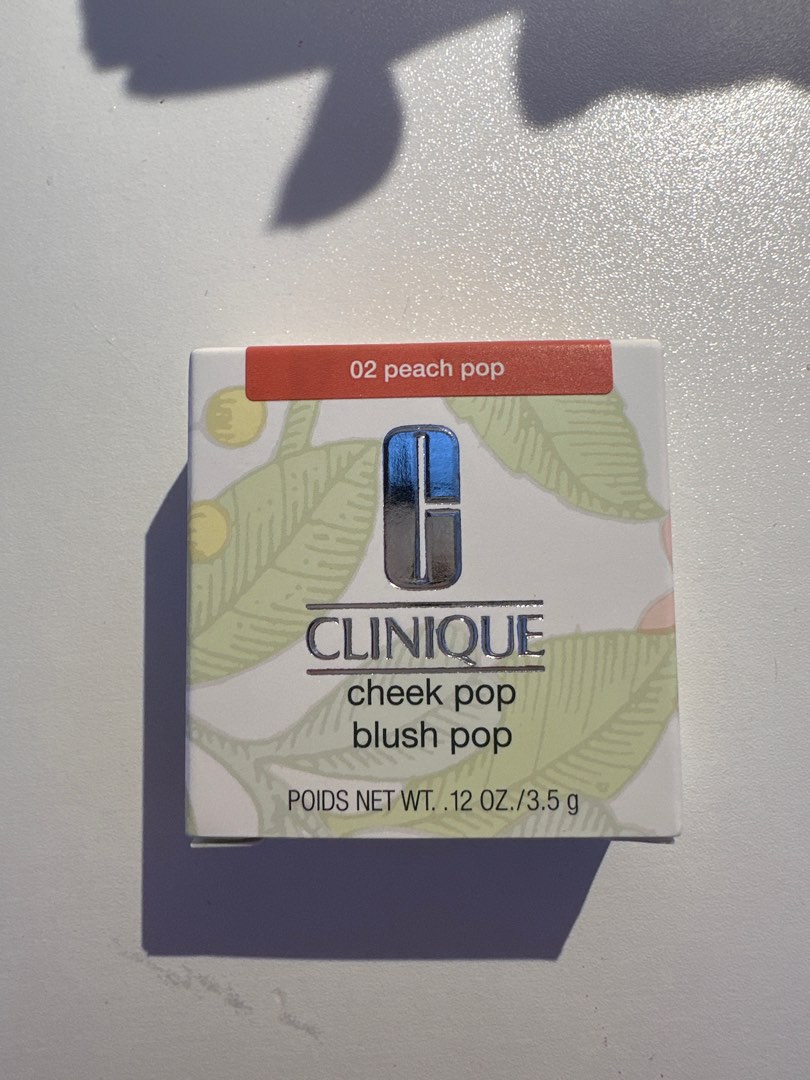 02 peach pop
CLINIQUE
cheek pop
blush pop
POIDS NET WT. .12 OZ./3.5 g